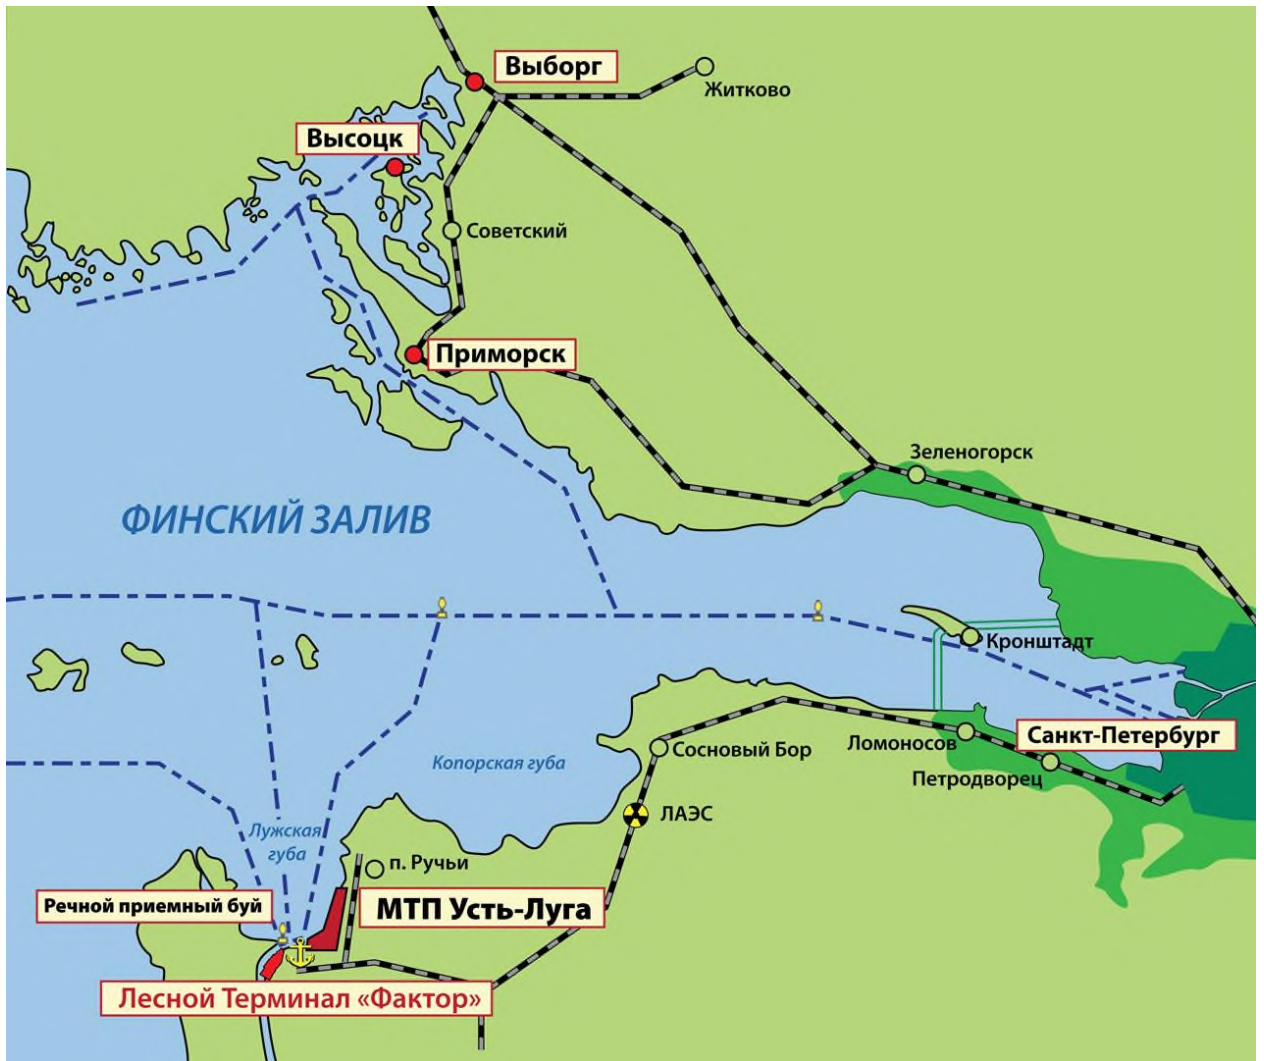 Выборг
Житково
Высоцк
Советский
Приморск
Зеленогорск
ФИНСКИЙ ЗАЛИВ
Кронштадт
Санкт-Петербург
Ломоносов
Сосновый Бор
Копорская губа
Петродворец
ЛАЭС
Лужская
губа
п. Ручьи
Речной приемный буй
МТП Усть-Луга
Лесной Терминал «Фактор»